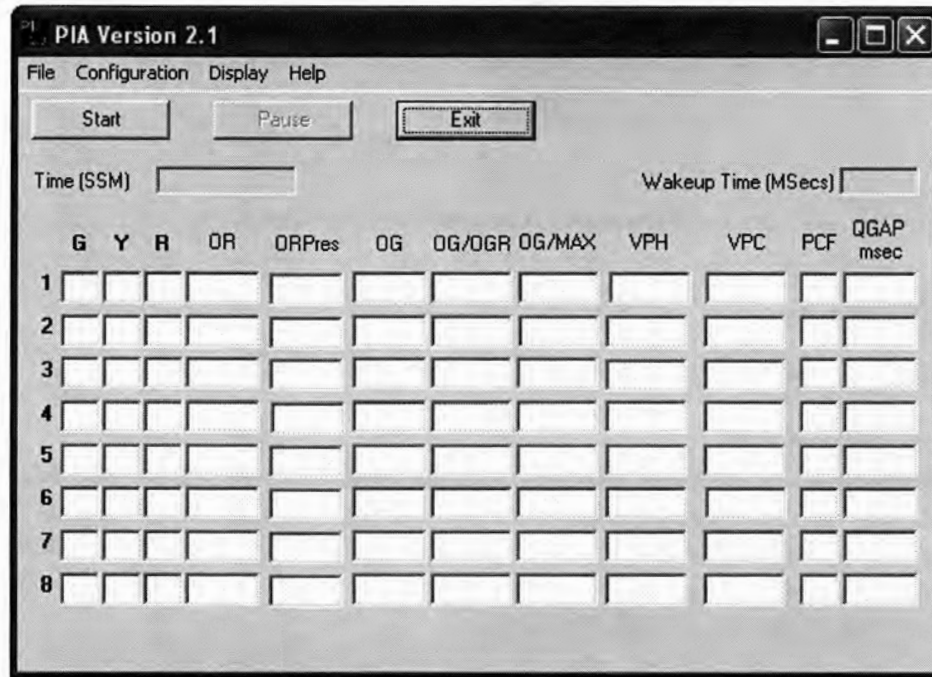 PIA Version 2.1
File Configuration Display Help
Start Pause Exit
Time (SSM) Wakeup Time (MSecs)
G Y R OR ORPres OG OG/OGR OG/MAX VPH VPC PCF QGAP msec
1
2
3
4
5
6
7
8